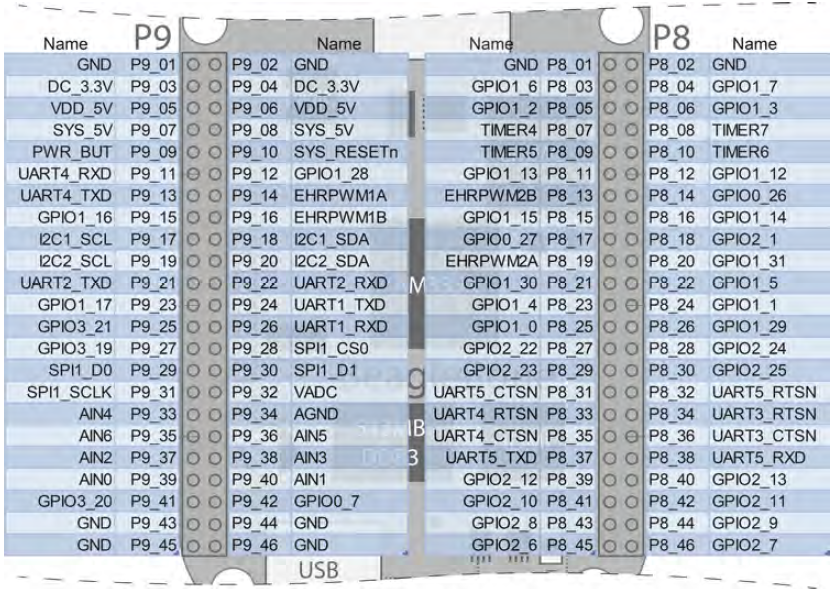 P9 P8
Name Name Name Name
GND P9_01 P9_02 GND GND P8_01 P8_02 GND
DC_3.3V P9_03 P9_04 DC_3.3V GPIO1_6 P8_03 P8_04 GPIO1_7
VDD_5V P9_05 P9_06 VDD_5V GPIO1_2 P8_05 P8_06 GPIO1_3
SYS_5V P9_07 P9_08 SYS_5V TIMER4 P8_07 P8_08 TIMER7
PWR_BUT P9_09 P9_10 SYS_RESETn TIMER5 P8_09 P8_10 TIMER6
UART4_RXD P9_11 P9_12 GPIO1_28 GPIO1_13 P8_11 P8_12 GPIO1_12
UART4_TXD P9_13 P9_14 EHRPWM1A EHRPWM2B P8_13 P8_14 GPIO0_26
GPIO1_16 P9_15 P9_16 EHRPWM1B GPIO1_15 P8_15 P8_16 GPIO1_14
I2C1_SCL P9_17 P9_18 I2C1_SDA GPIO0_27 P8_17 P8_18 GPIO2_1
I2C2_SCL P9_19 P9_20 I2C2_SDA EHRPWM2A P8_19 P8_20 GPIO1_31
UART2_TXD P9_21 P9_22 UART2_RXD GPIO1_30 P8_21 P8_22 GPIO1_5
GPIO1_17 P9_23 P9_24 UART1_TXD GPIO1_4 P8_23 P8_24 GPIO1_1
GPIO3_21 P9_25 P9_26 UART1_RXD GPIO1_0 P8_25 P8_26 GPIO1_29
GPIO3_19 P9_27 P9_28 SPI1_CS0 GPIO2_22 P8_27 P8_28 GPIO2_24
SPI1_D0 P9_29 P9_30 SPI1_D1 GPIO2_23 P8_29 P8_30 GPIO2_25
SPI1_SCLK P9_31 P9_32 VADC UART5_CTSN P8_31 P8_32 UART5_RTSN
AIN4 P9_33 P9_34 AGND UART4_RTSN P8_33 P8_34 UART3_RTSN
AIN6 P9_35 P9_36 AIN5 UART4_CTSN P8_35 P8_36 UART3_CTSN
AIN2 P9_37 P9_38 AIN3 UART5_TXD P8_37 P8_38 UART5_RXD
AIN0 P9_39 P9_40 AIN1 GPIO2_12 P8_39 P8_40 GPIO2_13
GPIO3_20 P9_41 P9_42 GPIO0_7 GPIO2_10 P8_41 P8_42 GPIO2_11
GND P9_43 P9_44 GND GPIO2_8 P8_43 P8_44 GPIO2_9
GND P9_45 P9_46 GND GPIO2_6 P8_45 P8_46 GPIO2_7
USB